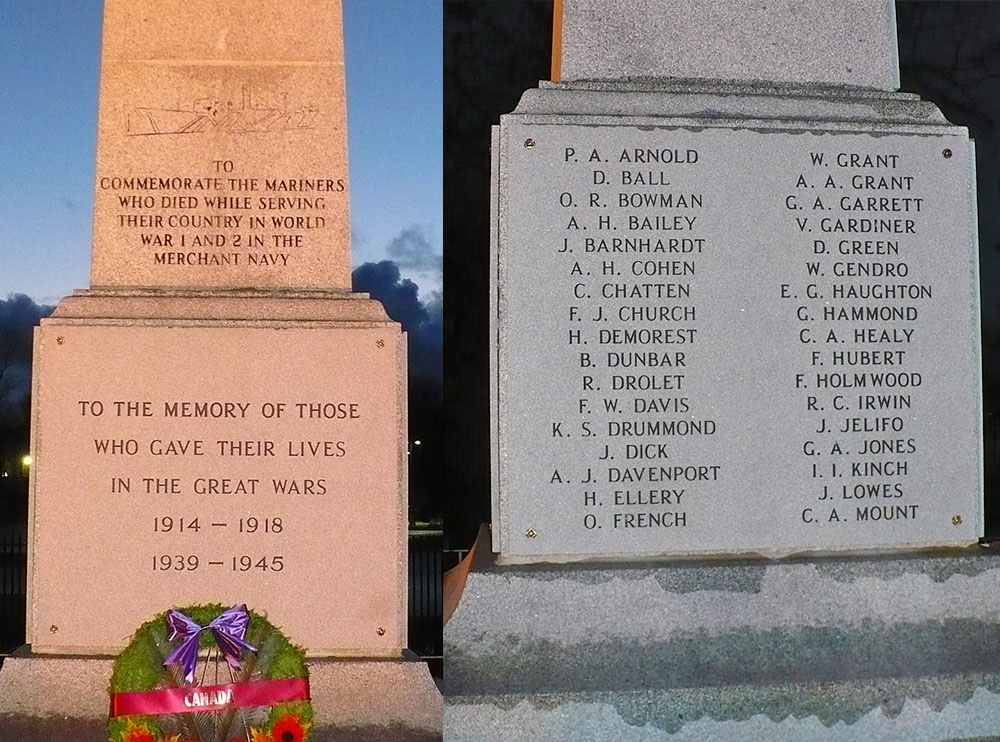 TO
COMMEMORATE THE MARINERS
WHO DIED WHILE SERVING
THEIR COUNTRY IN WORLD
WAR 1 AND 2 IN THE
MERCHANT NAVY
TO THE MEMORY OF THOSE
WHO GAVE THEIR LIVES
IN THE GREAT WARS
1914 – 1918
1939 – 1945
CANADA
P. A. ARNOLD
D. BALL
O. R. BOWMAN
A. H. BAILEY
J. BARNHARDT
A. H. COHEN
C. CHATTEN
F. J. CHURCH
H. DEMOREST
B. DUNBAR
R. DROLET
F. W. DAVIS
K. S. DRUMMOND
J. DICK
A. J. DAVENPORT
H. ELLERY
O. FRENCH
W. GRANT
A. A. GRANT
G. A. GARRETT
V. GARDINER
D. GREEN
W. GENDRO
E. G. HAUGHTON
G. HAMMOND
C. A. HEALY
F. HUBERT
F. HOLMWOOD
R. C. IRWIN
J. JELIFO
G. A. JONES
I. I. KINCH
J. LOWES
C. A. MOUNT